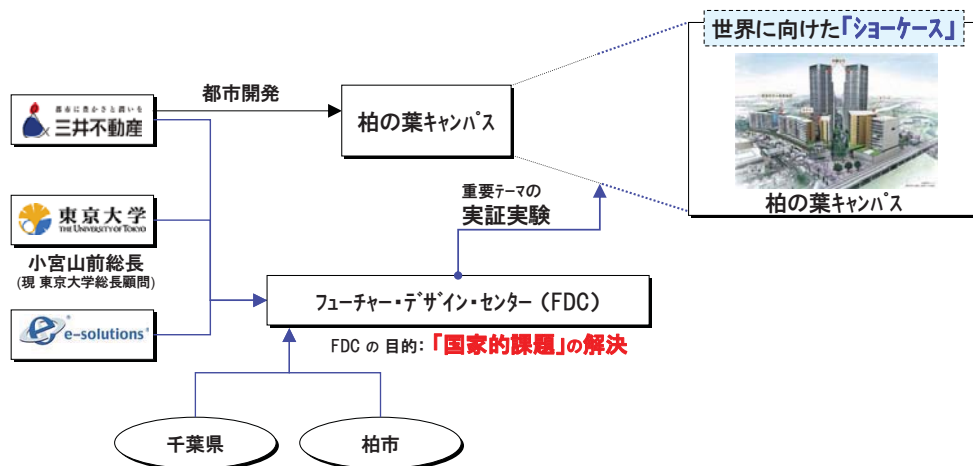 世界に向けた「ショーケース」
都市に豊かさと潤いを
三井不動産
都市開発
柏の葉キャンパス
柏の葉キャンパス
東京大学
THE UNIVERSITY OF TOKYO
小宮山前総長
(現 東京大学総長顧問)
重要テーマの
実証実験
e-solutions
フューチャー・デザイン・センター (FDC)
FDC の 目的: 「国家的課題」の解決
千葉県
柏市